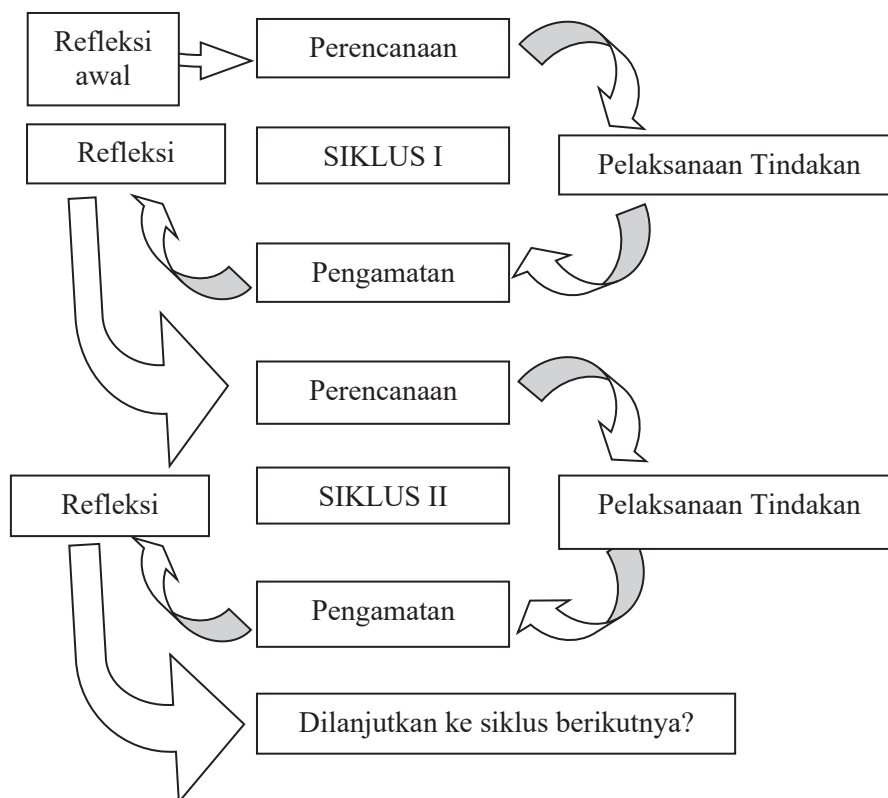 Refleksi
awal
Perencanaan
Refleksi
SIKLUS I
Pelaksanaan Tindakan
Pengamatan
Perencanaan
Refleksi
SIKLUS II
Pelaksanaan Tindakan
Pengamatan
Dilanjutkan ke siklus berikutnya?